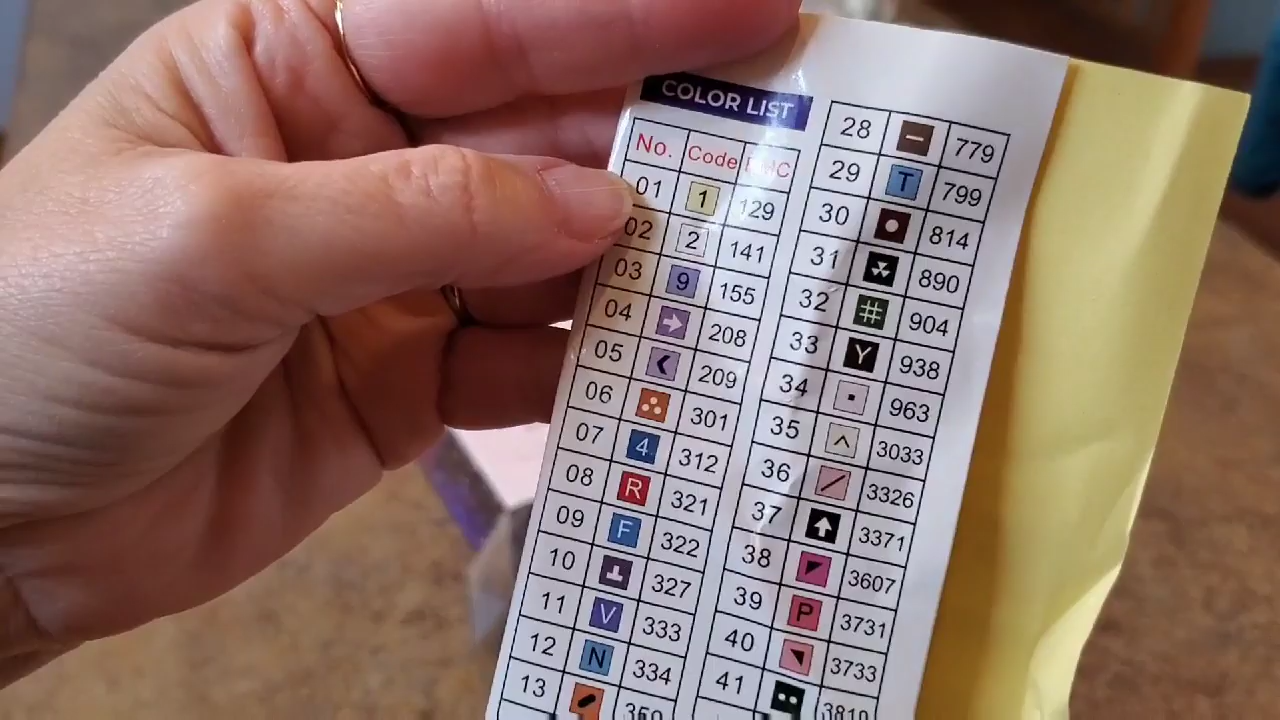 COLOR LIST
No. Code
01 1 129
02 2 141
03 9 155
04 208
05 209
06 301
07 4 312
08 R 321
09 F 322
10 327
11 V 333
12 N 334
13
28 779
29 T 799
30 814
31 890
32 # 904
33 Y 938
34 963
35 3033
36 3326
37 3371
38 3607
39 P 3731
40 3733
41